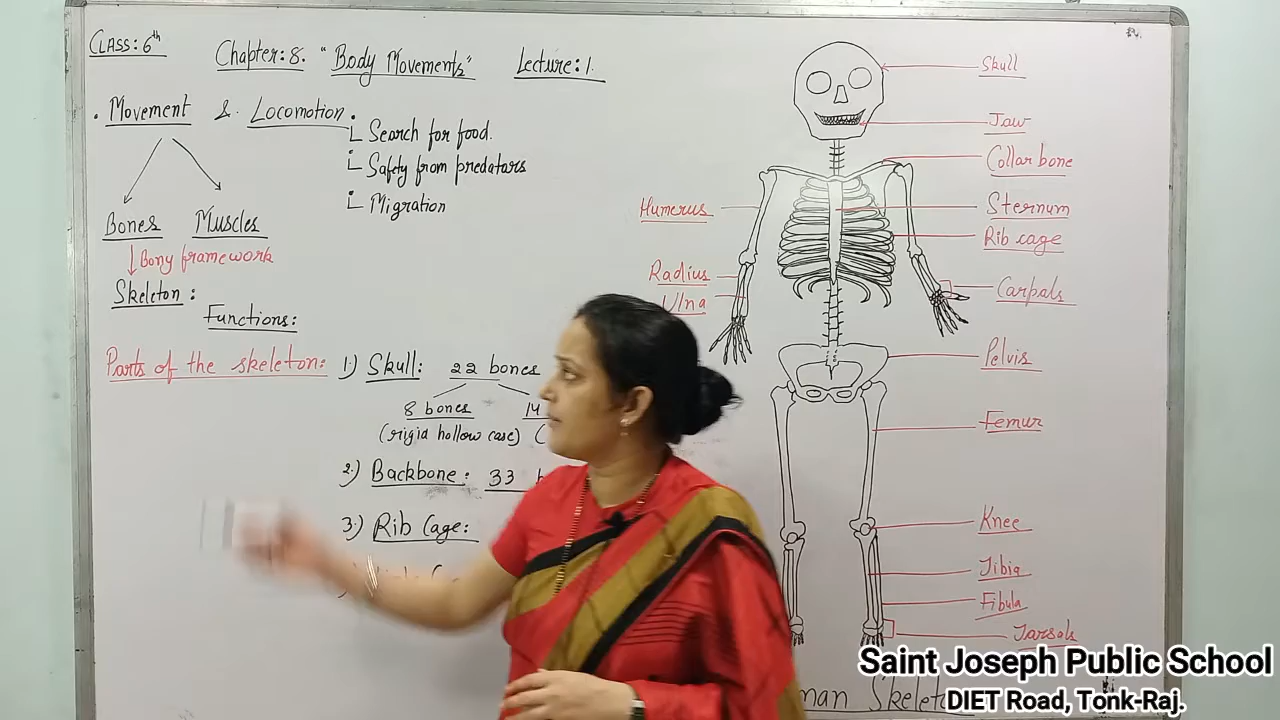 CLASS: 6th
Chapter: 8. "Body Movements" Lecture: 1.
. Movement & Locomotion
Search for food.
Safety from predatars
Migration
Bones Muscles
Bony framework
Skeleton:
Functions:
Parts of the skeleton:
1) Skull: 22 bones
8 bones 14
(rigid hollow case) (
2.) Backbone: 33
3.) Rib Cage:
Skull
Jaw
Collar bone
Sternum
Rib cage
Carpals
Humerus
Radius
Ulna
Pelvis
Femur
Knee
Tibia
Fibula
Tarsals
man Skeleto
Saint Joseph Public School
DIET Road, Tonk-Raj.